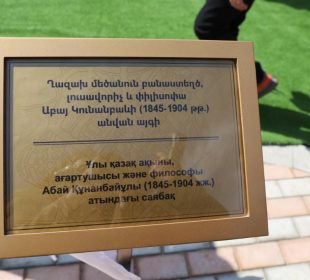 Ղազախ մեծանուն բանաստեղծ,
լուսավորիչ և փիլիսոփա
Աբայ Կունանբաևի (1845-1904 թթ.)
անվան այգի
Ұлы қазақ ақыны,
ағартушысы және философы
Абай Құнанбайұлы (1845-1904 жж.)
атындағы саябақ